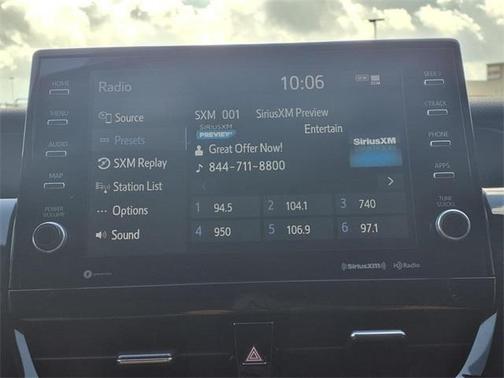 HOME
MENU
AUDIO
MAP
POWER
VOLUME
Radio
10:06
Source
Presets
SXM Replay
Station List
Options
Sound
SXM 001 SiriusXM Preview
SiriusXM
PREVIEW
Entertain
Great Offer Now!
844-711-8800
SiriusXM
1 94.5
2 104.1
3 740
4 950
5 106.9
6 97.1
SEEK >
< TRACK
PHONE
APPS
TUNE
SCROLL
SiriusXM
HD Radio